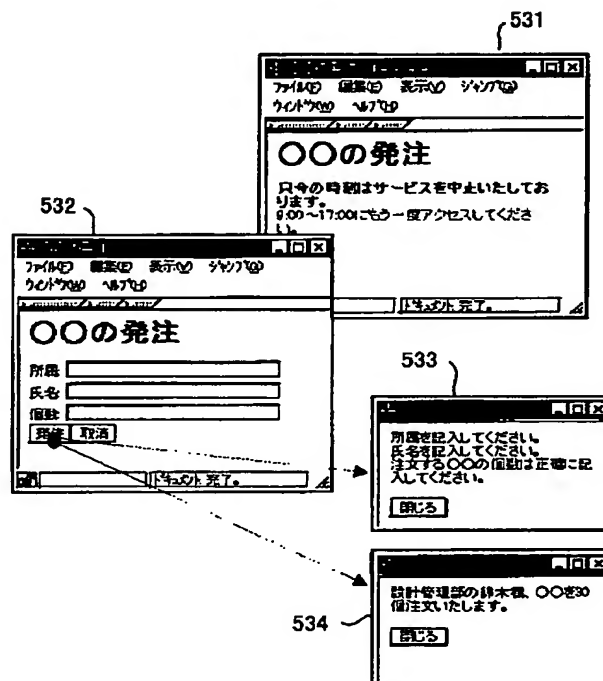 531
ファイル(F) 編集(E) 表示(V) ジャンプ(G)
ウィンドウ(W) ヘルプ(H)
〇〇の発注
只今の時刻はサービスを中止いたしてお
ります。
9:00～17:00にもう一度アクセスしてくださ
い。
ドキュメント 完了。
532
ファイル(F) 編集(E) 表示(V) ジャンプ(G)
ウィンドウ(W) ヘルプ(H)
〇〇の発注
所属
氏名
個数
取消
ドキュメント 完了。
533
所属を記入してください。
氏名を記入してください。
注文する〇〇の個数は正確に記
入してください。
閉じる
534
設計管理部の鈴木様、〇〇を30
個注文いたします。
閉じる